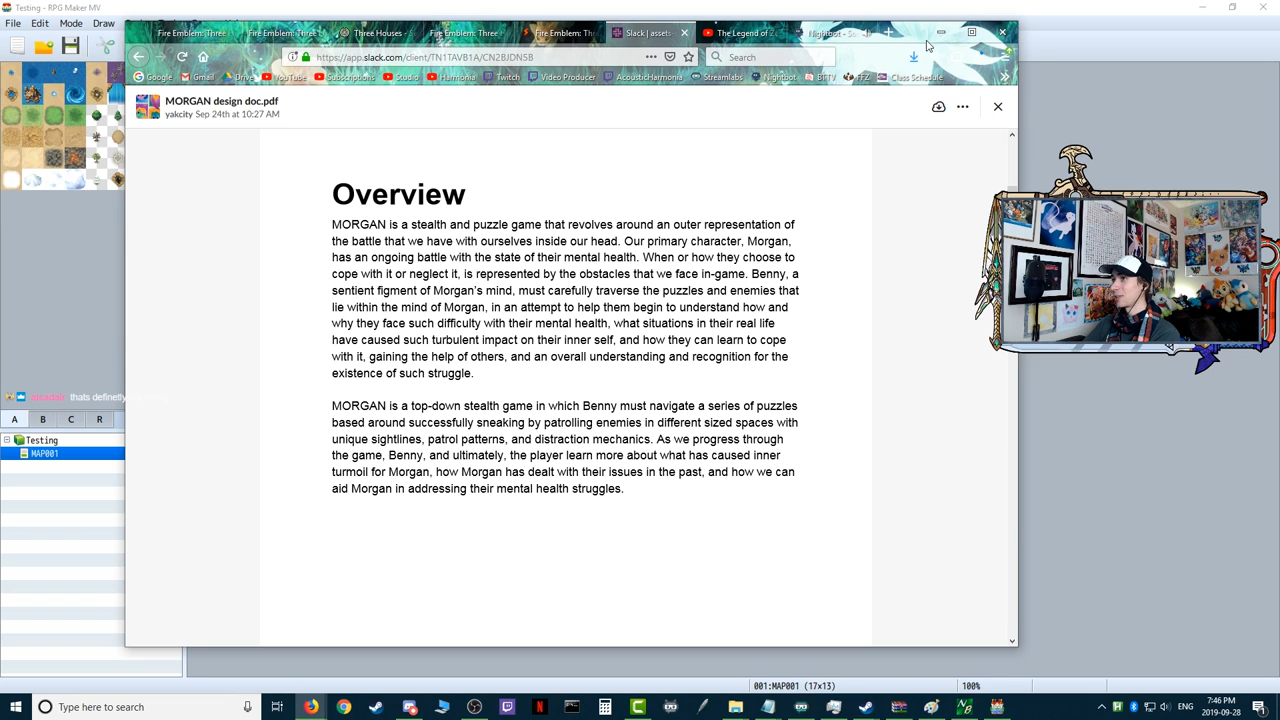 Testing - RPG Maker MV
File Edit Mode Draw
Fire Emblem: Three
Fire Emblem: Three
Three Houses -
Fire Emblem: Three
Fire Emblem: Thr
Slack | assets
The Legend of Z
Nightbot - So
https://app.slack.com/client/TN1TAVB1A/CN2BJDN5B
Search
Google Gmail Drive YouTube Subscriptions Studio Harmonia Twitch Video Producer AcousticHarmonia Streamlabs Nightbot BTTV FFZ Class Schedule
MORGAN design doc.pdf
yakcity Sep 24th at 10:27 AM
Overview
MORGAN is a stealth and puzzle game that revolves around an outer representation of
the battle that we have with ourselves inside our head. Our primary character, Morgan,
has an ongoing battle with the state of their mental health. When or how they choose to
cope with it or neglect it, is represented by the obstacles that we face in-game. Benny, a
sentient figment of Morgan's mind, must carefully traverse the puzzles and enemies that
lie within the mind of Morgan, in an attempt to help them begin to understand how and
why they face such difficulty with their mental health, what situations in their real life
have caused such turbulent impact on their inner self, and how they can learn to cope
with it, gaining the help of others, and an overall understanding and recognition for the
existence of such struggle.
MORGAN is a top-down stealth game in which Benny must navigate a series of puzzles
based around successfully sneaking by patrolling enemies in different sized spaces with
unique sightlines, patrol patterns, and distraction mechanics. As we progress through
the game, Benny, and ultimately, the player learn more about what has caused inner
turmoil for Morgan, how Morgan has dealt with their issues in the past, and how we can
aid Morgan in addressing their mental health struggles.
thats definetly
A B C R
Testing
MAP001
001:MAP001 (17x13)
100%
Type here to search
ENG
7:46 PM
2019-09-28